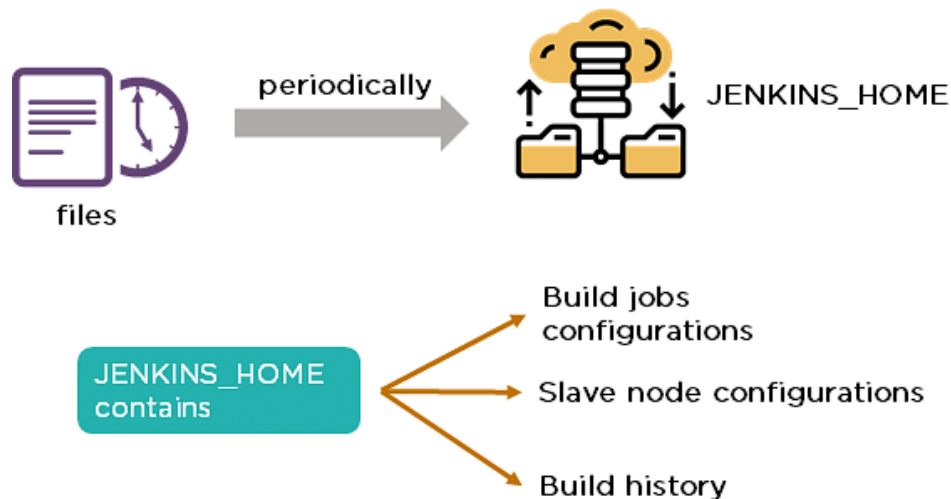 periodically
JENKINS_HOME
files
Build jobs
configurations
JENKINS_HOME
contains
Slave node configurations
Build history